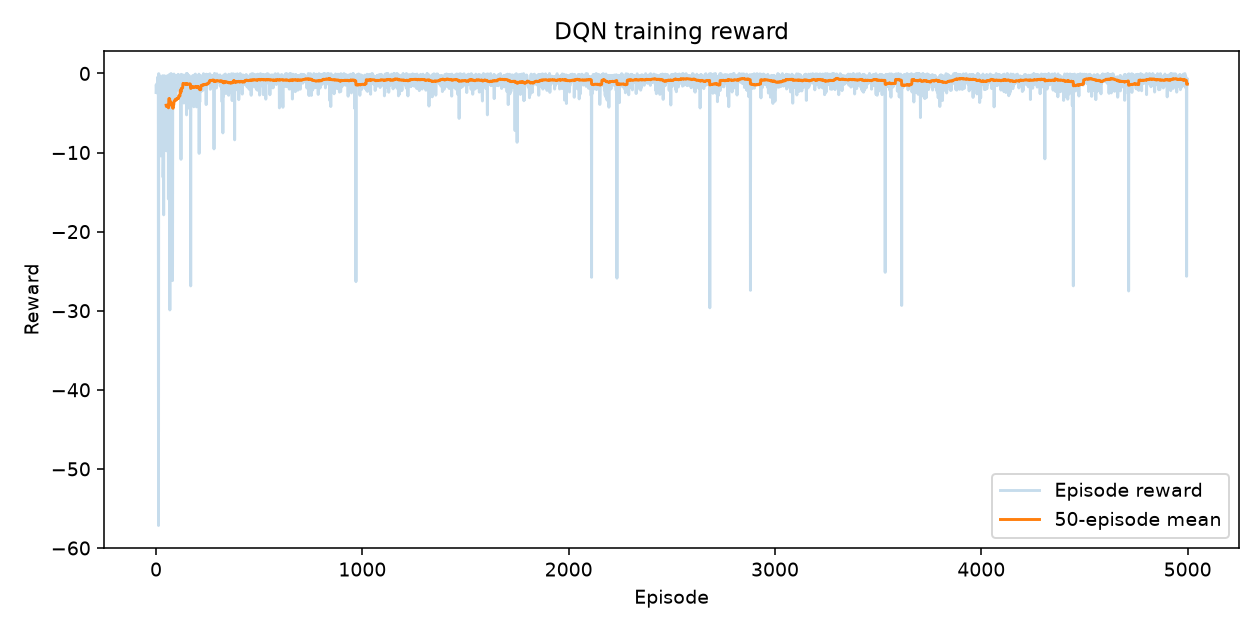 DQN training reward
0
−10
−20
−30
−40
−50
−60
Reward
0 1000 2000 3000 4000 5000
Episode
Episode reward
50-episode mean